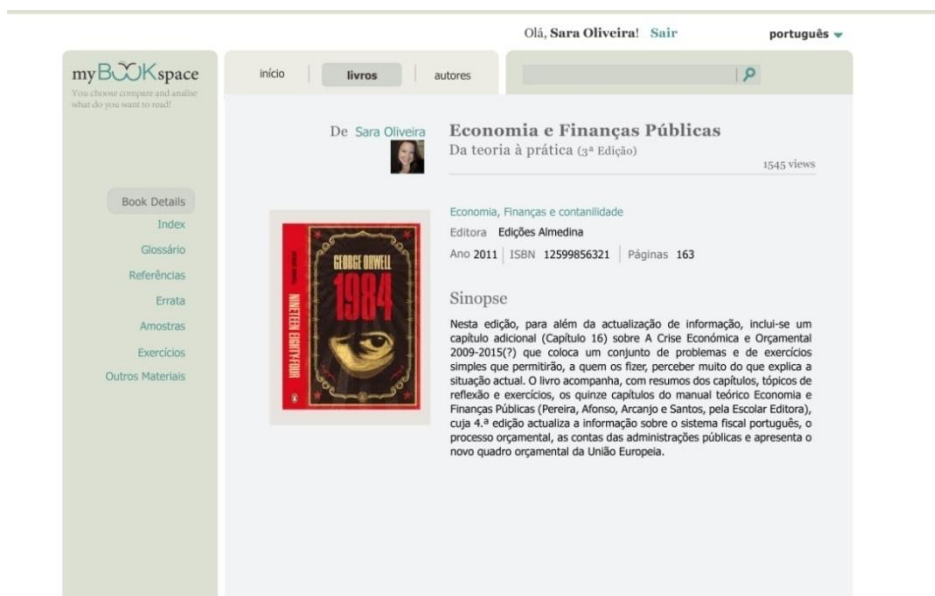 Olá, Sara Oliveira! Sair
português
myBOOKspace
You choose compare and analise
what do you want to read!
início
livros
autores
De Sara Oliveira
Economia e Finanças Públicas
Da teoria à prática (3ª Edição)
1545 views
Book Details
Index
Glossário
Referências
Errata
Amostras
Exercícios
Outros Materiais
GEORGE ORWELL
1984
NINETEEN EIGHTY-FOUR
Economia, Finanças e contanilidade
Editora Edições Almedina
Ano 2011 ISBN 12599856321 Páginas 163
Sinopse
Nesta edição, para além da actualização de informação, inclui-se um
capítulo adicional (Capítulo 16) sobre A Crise Económica e Orçamental
2009-2015(?) que coloca um conjunto de problemas e de exercícios
simples que permitirão, a quem os fizer, perceber muito do que explica a
situação actual. O livro acompanha, com resumos dos capítulos, tópicos de
reflexão e exercícios, os quinze capítulos do manual teórico Economia e
Finanças Públicas (Pereira, Afonso, Arcanjo e Santos, pela Escolar Editora),
cuja 4.ª edição actualiza a informação sobre o sistema fiscal português, o
processo orçamental, as contas das administrações públicas e apresenta o
novo quadro orçamental da União Europeia.